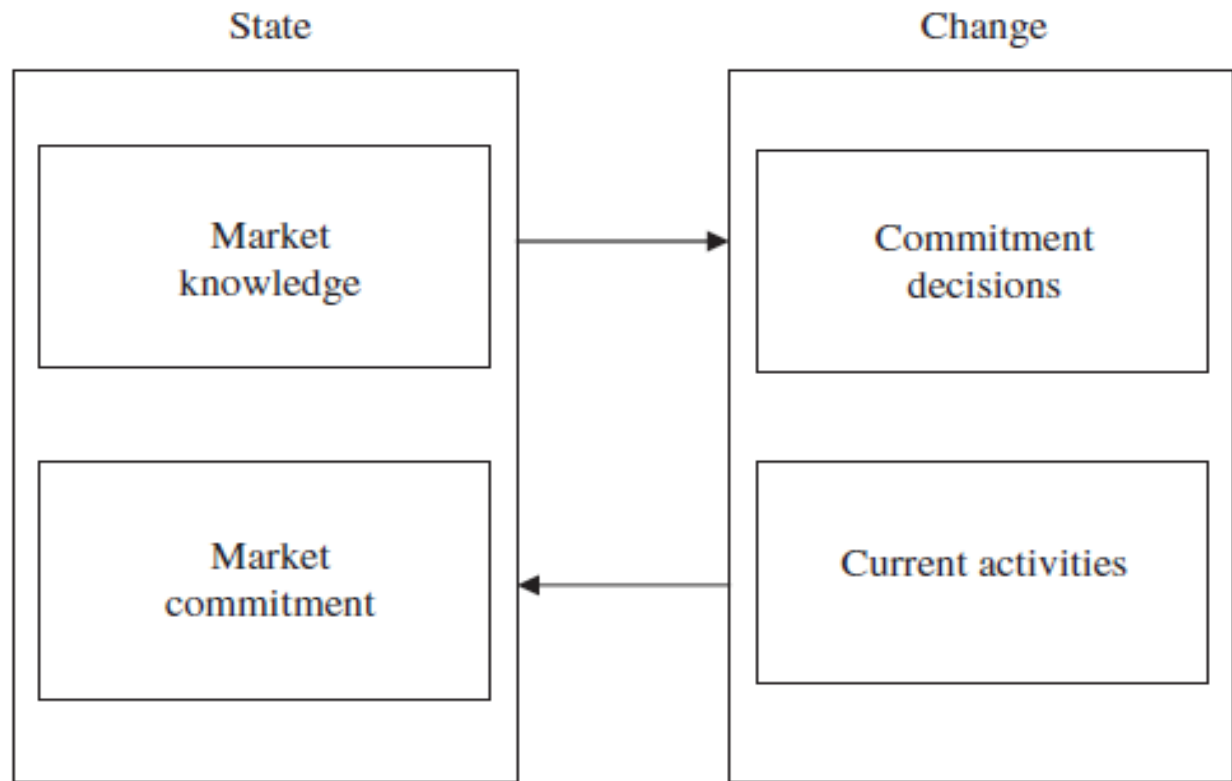 State
Change
Market
knowledge
Commitment
decisions
Market
commitment
Current activities